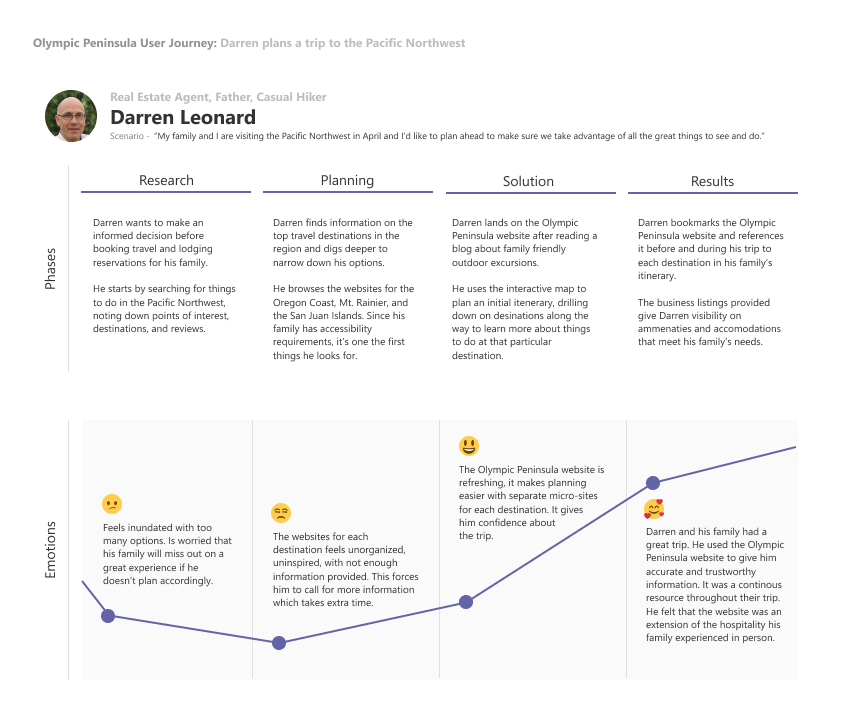 Olympic Peninsula User Journey: Darren plans a trip to the Pacific Northwest
Real Estate Agent, Father, Casual Hiker
Darren Leonard
Scenario - "My family and I are visiting the Pacific Northwest in April and I'd like to plan ahead to make sure we take advantage of all the great things to see and do."
Phases
Research
Darren wants to make an
informed decision before
booking travel and lodging
reservations for his family.
He starts by searching for things
to do in the Pacific Northwest,
noting down points of interest,
destinations, and reviews.
Planning
Darren finds information on the
top travel destinations in the
region and digs deeper to
narrow down his options.
He browses the websites for the
Oregon Coast, Mt. Rainier, and
the San Juan Islands. Since his
family has accessibility
requirements, it's one the first
things he looks for.
Solution
Darren lands on the Olympic
Peninsula website after reading a
blog about family friendly
outdoor excursions.
He uses the interactive map to
plan an initial itenerary, drilling
down on desinations along the
way to learn more about things
to do at that particular
destination.
Results
Darren bookmarks the Olympic
Peninsula website and references
it before and during his trip to
each destination in his family's
itinerary.
The business listings provided
give Darren visibility on
ammenaties and accomodations
that meet his family's needs.
Emotions
Feels inundated with too
many options. Is worried that
his family will miss out on a
great experience if he
doesn't plan accordingly.
The websites for each
destination feels unorganized,
uninspired, with not enough
information provided. This forces
him to call for more information
which takes extra time.
The Olympic Peninsula website is
refreshing, it makes planning
easier with separate micro-sites
for each destination. It gives
him confidence about
the trip.
Darren and his family had a
great trip. He used the Olympic
Peninsula website to give him
accurate and trustworthy
information. It was a continous
resource throughout their trip.
He felt that the website was an
extension of the hospitality his
family experienced in person.